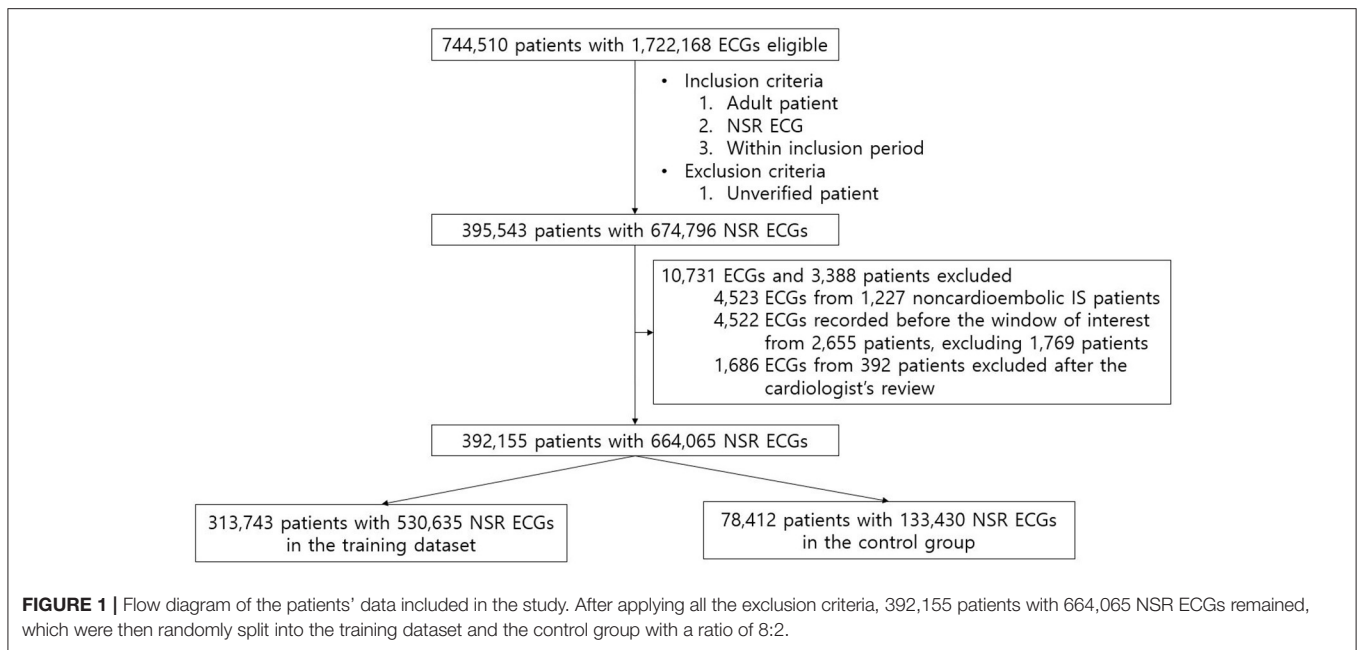 744,510 patients with 1,722,168 ECGs eligible
• Inclusion criteria
1. Adult patient
2. NSR ECG
3. Within inclusion period
• Exclusion criteria
1. Unverified patient
395,543 patients with 674,796 NSR ECGs
10,731 ECGs and 3,388 patients excluded
4,523 ECGs from 1,227 noncardioembolic IS patients
4,522 ECGs recorded before the window of interest
from 2,655 patients, excluding 1,769 patients
1,686 ECGs from 392 patients excluded after the
cardiologist's review
392,155 patients with 664,065 NSR ECGs
313,743 patients with 530,635 NSR ECGs
in the training dataset
78,412 patients with 133,430 NSR ECGs
in the control group
FIGURE 1 | Flow diagram of the patients' data included in the study. After applying all the exclusion criteria, 392,155 patients with 664,065 NSR ECGs remained,
which were then randomly split into the training dataset and the control group with a ratio of 8:2.